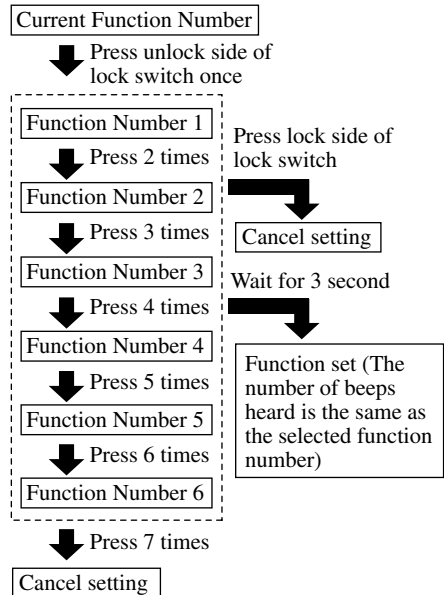 Current Function Number
Press unlock side of
lock switch once
Function Number 1
Press 2 times
Press lock side of
lock switch
Function Number 2
Press 3 times
Cancel setting
Function Number 3
Wait for 3 second
Press 4 times
Function Number 4
Function set (The
number of beeps
heard is the same as
the selected function
number)
Press 5 times
Function Number 5
Press 6 times
Function Number 6
Press 7 times
Cancel setting